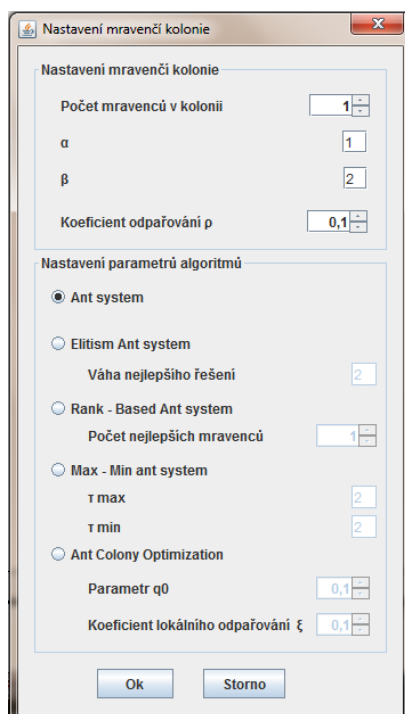 Nastavení mravenčí kolonie
Nastavení mravenčí kolonie
Počet mravenců v kolonii 1
α 1
β 2
Koeficient odpařování ρ 0,1
Nastavení parametrů algoritmů
Ant system
Elitism Ant system
Váha nejlepšího řešení 2
Rank - Based Ant system
Počet nejlepších mravenců 1
Max - Min ant system
τ max 2
τ min 2
Ant Colony Optimization
Parametr q0 0,1
Koeficient lokálního odpařování ξ 0,1
Ok Storno